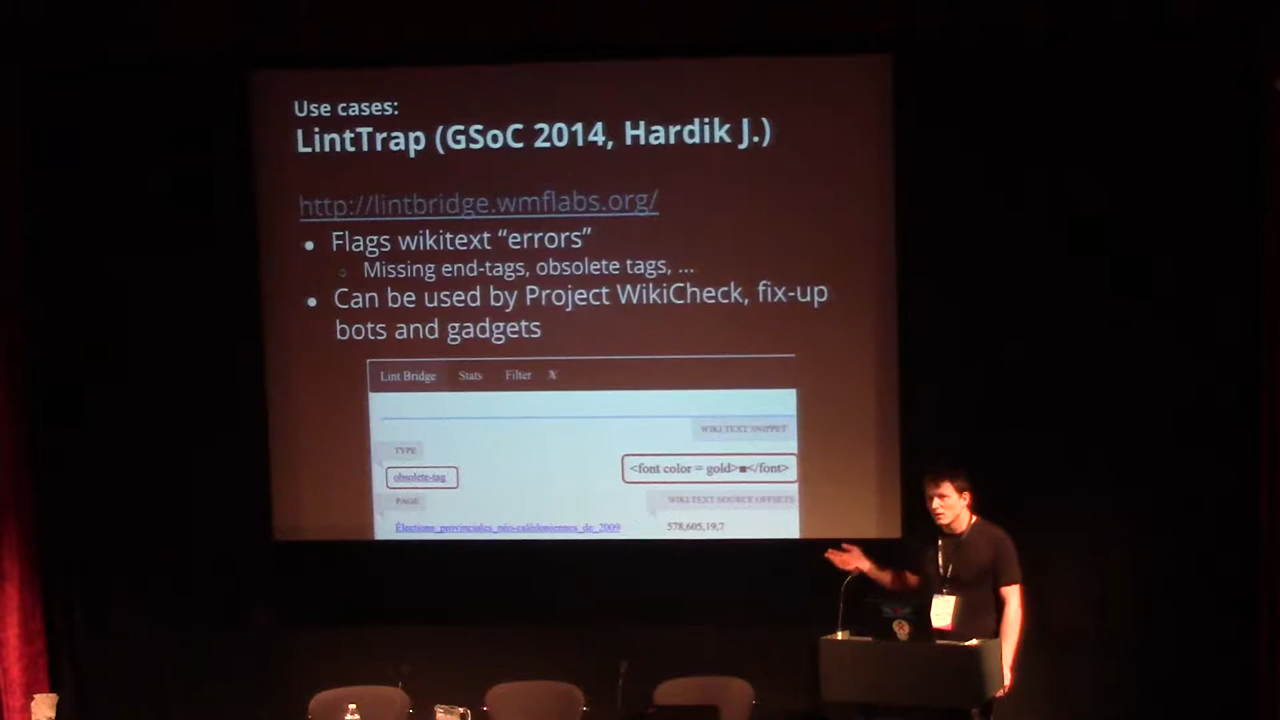 Use cases:
LintTrap (GSoC 2014, Hardik J.)
http://lintbridge.wmflabs.org/
● Flags wikitext “errors”
○ Missing end-tags, obsolete tags, ...
● Can be used by Project WikiCheck, fix-up
bots and gadgets
Lint Bridge Stats Filter X
WIKI TEXT SNIPPET
TYPE
obsolete-tag
<font color = gold>■</font>
PAGE
WIKI TEXT SOURCE OFFSETS
Élections_provinciales_néo-calédoniennes_de_2009
578,605,19,7